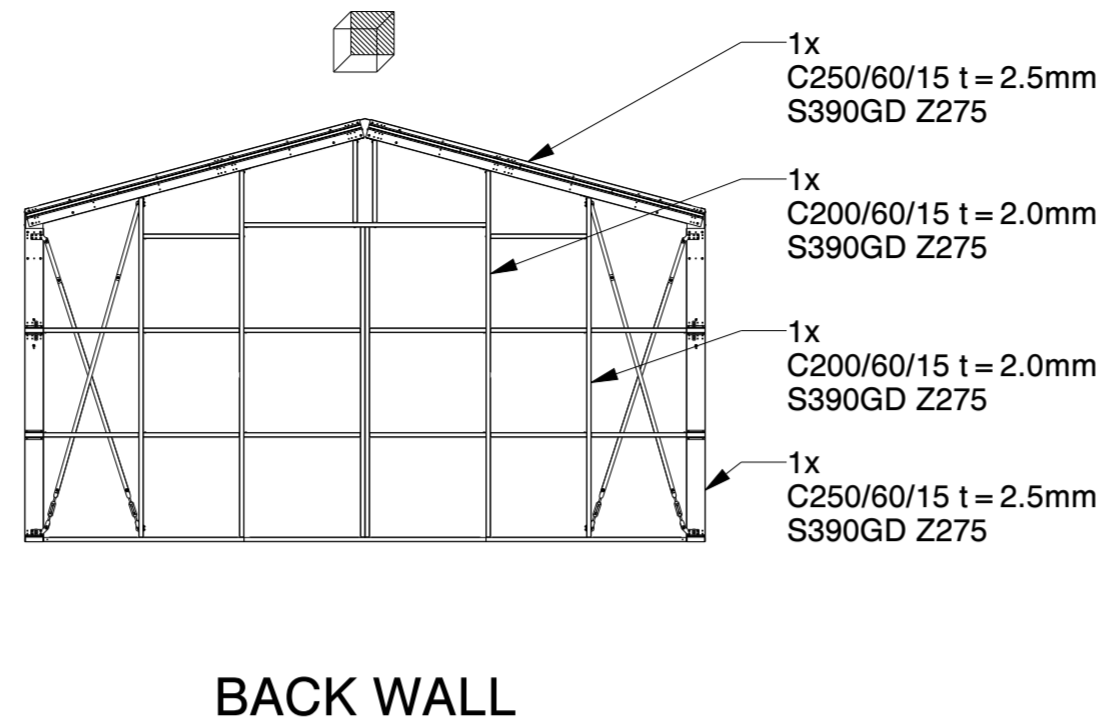 1x
C250/60/15 t = 2.5mm
S390GD Z275
1x
C200/60/15 t = 2.0mm
S390GD Z275
1x
C200/60/15 t = 2.0mm
S390GD Z275
1x
C250/60/15 t = 2.5mm
S390GD Z275
BACK WALL